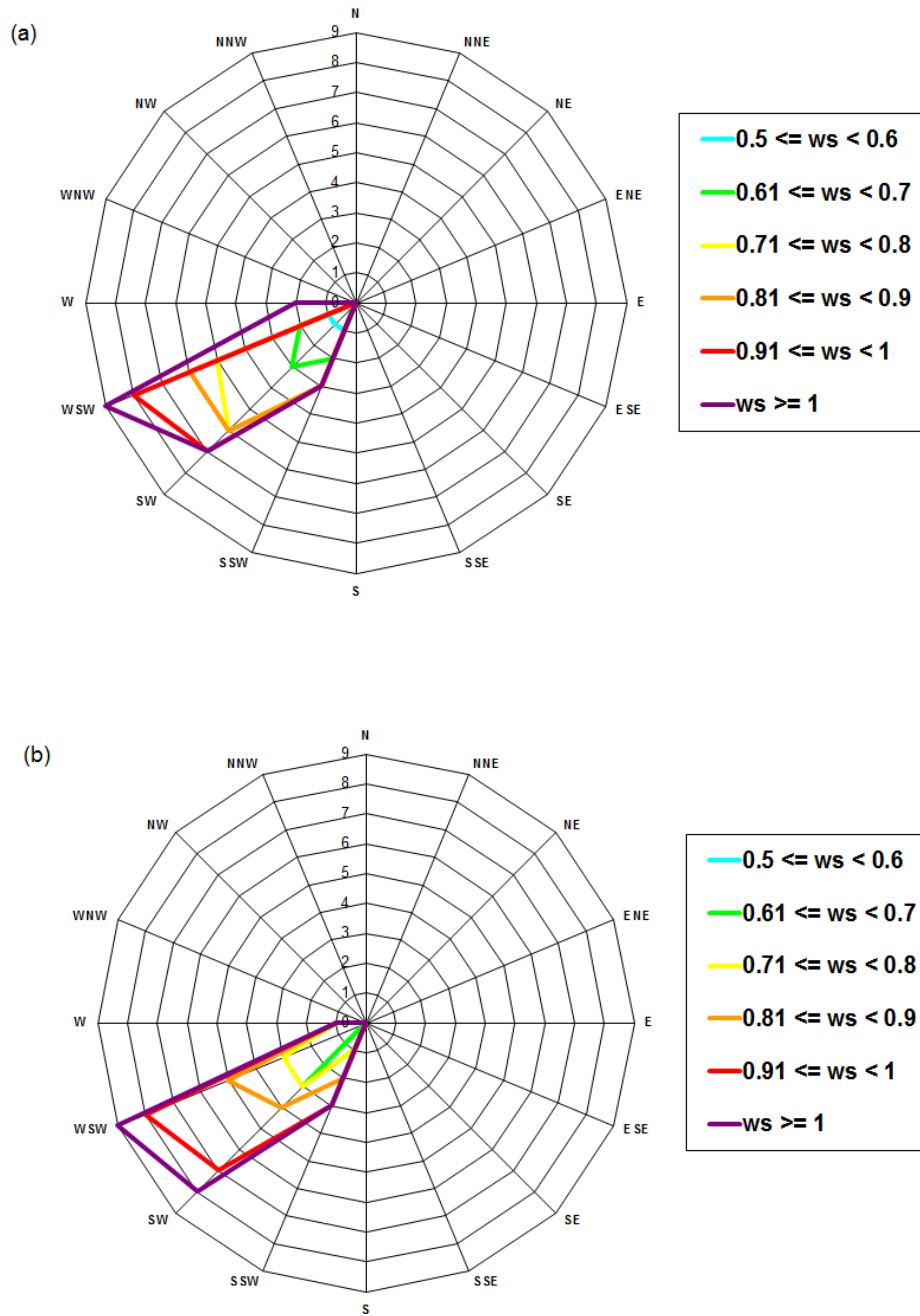 (a)
N
NNW
NNE
NW
NE
WNW
ENE
W
E
WSW
ESE
SW
SE
SSW
SSE
S
9
8
7
6
5
4
3
2
1
0
0.5 <= ws < 0.6
0.61 <= ws < 0.7
0.71 <= ws < 0.8
0.81 <= ws < 0.9
0.91 <= ws < 1
ws >= 1
(b)
N
NNW
NNE
NW
NE
WNW
ENE
W
E
WSW
ESE
SW
SE
SSW
SSE
S
9
8
7
6
5
4
3
2
1
0
0.5 <= ws < 0.6
0.61 <= ws < 0.7
0.71 <= ws < 0.8
0.81 <= ws < 0.9
0.91 <= ws < 1
ws >= 1